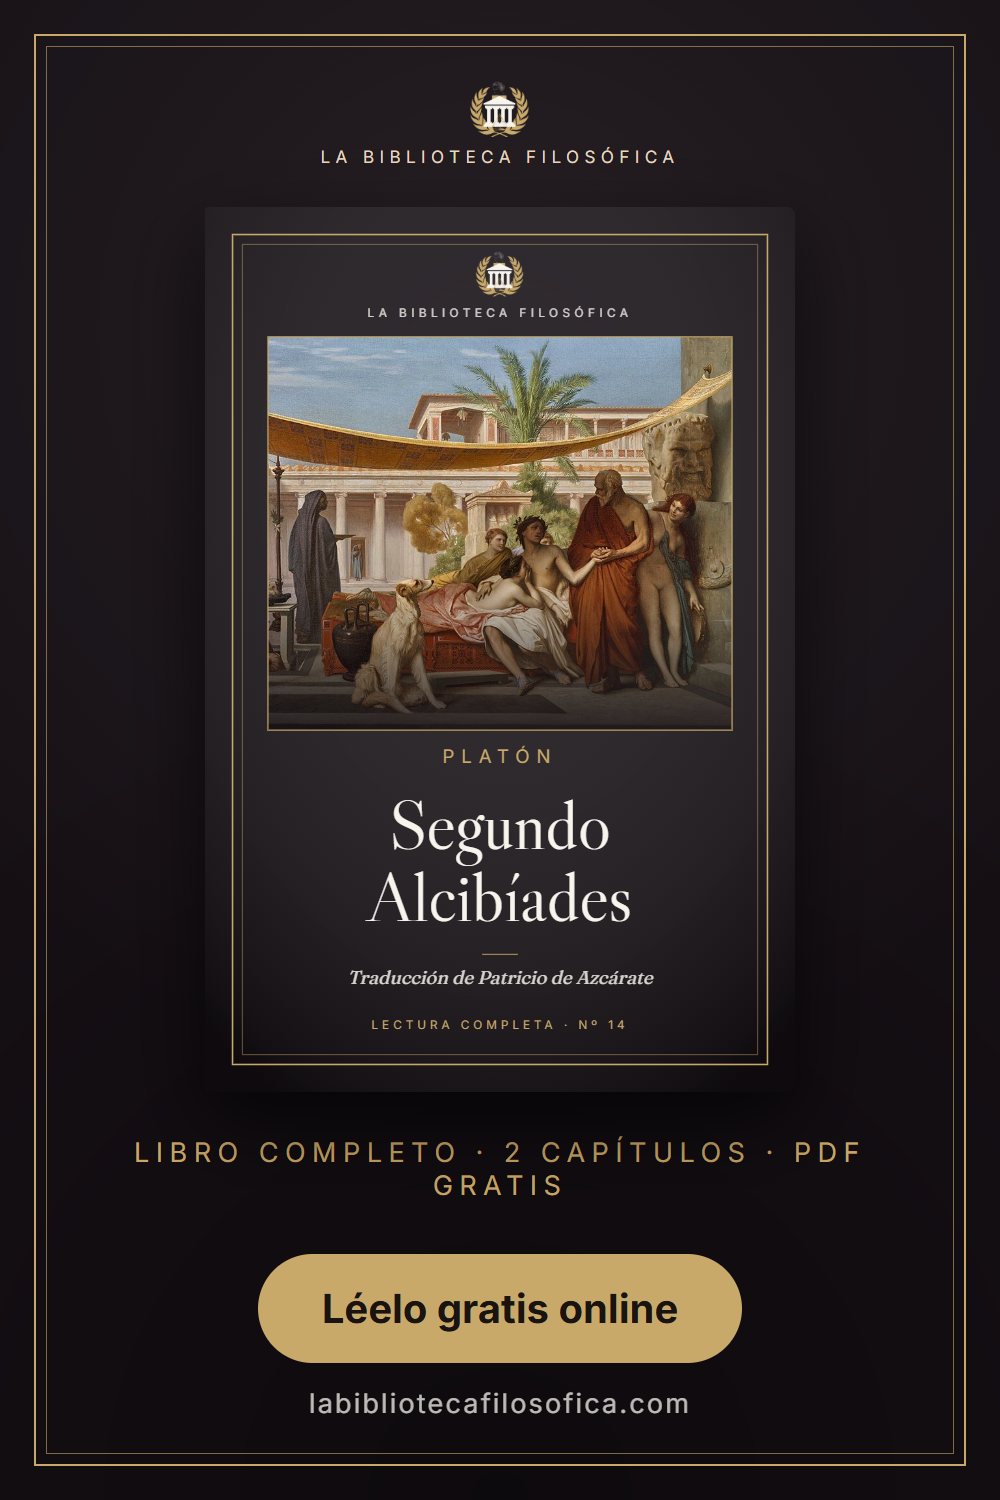 LA BIBLIOTECA FILOSÓFICA
LA BIBLIOTECA FILOSÓFICA
PLATÓN
Segundo
Alcibíades
Traducción de Patricio de Azcárate
LECTURA COMPLETA · Nº 14
LIBRO COMPLETO · 2 CAPÍTULOS · PDF
GRATIS
Léelo gratis online
labibliotecafilosofica.com